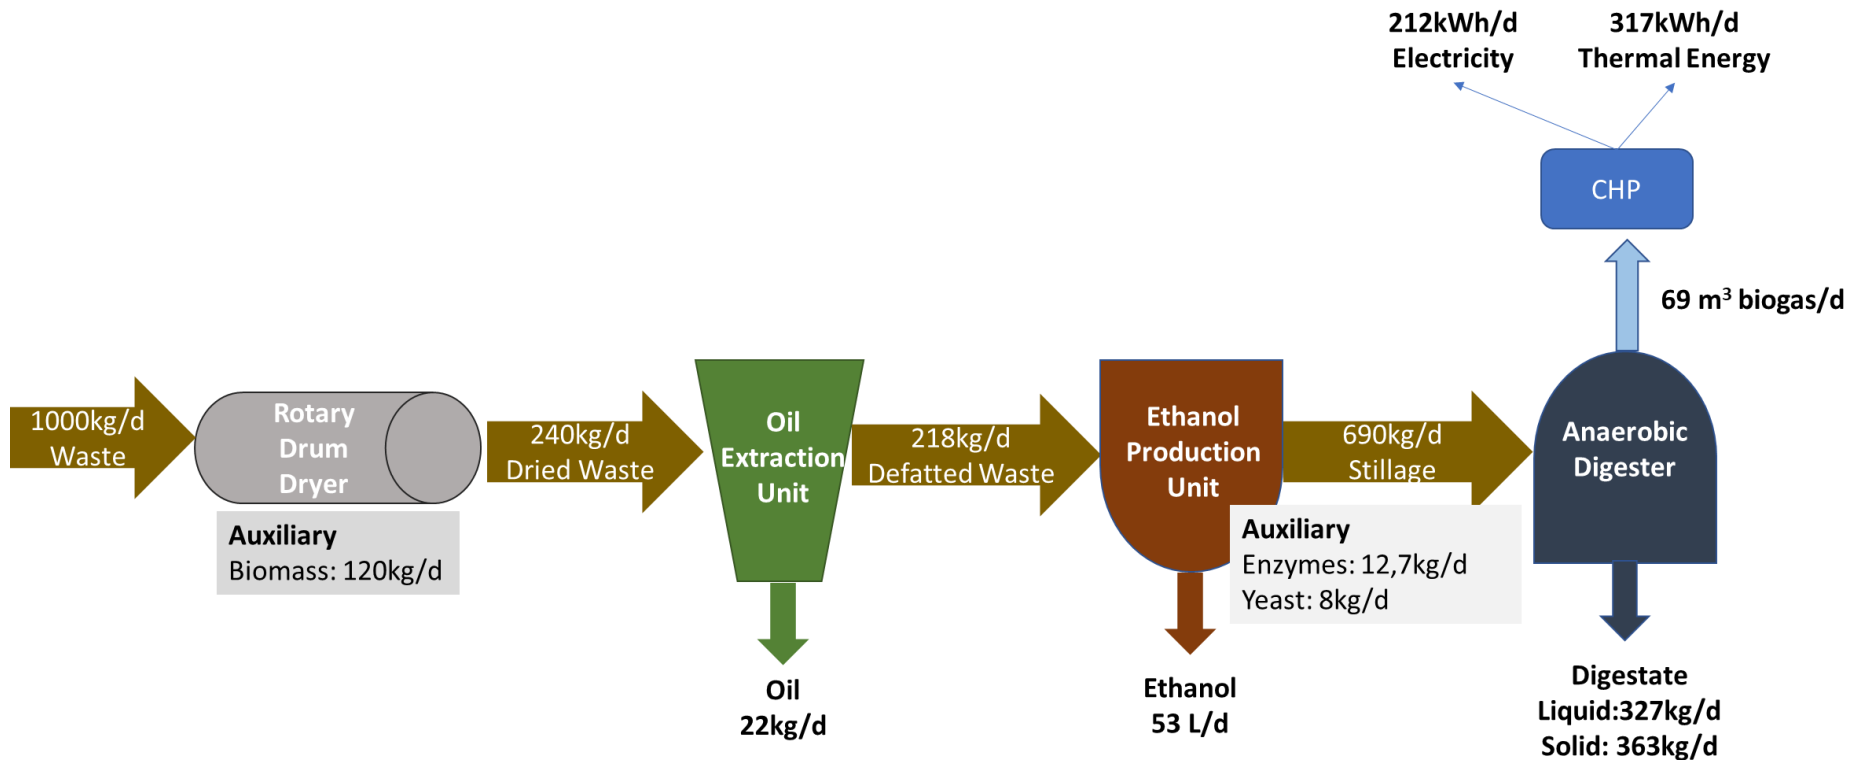 212kWh/d
Electricity
317kWh/d
Thermal Energy
CHP
69 m³ biogas/d
1000kg/d
Waste
Rotary
Drum
Dryer
Auxiliary
Biomass: 120kg/d
240kg/d
Dried Waste
Oil
Extraction
Unit
Oil
22kg/d
218kg/d
Defatted Waste
Ethanol
Production
Unit
Auxiliary
Enzymes: 12,7kg/d
Yeast: 8kg/d
Ethanol
53 L/d
690kg/d
Stillage
Anaerobic
Digester
Digestate
Liquid:327kg/d
Solid: 363kg/d